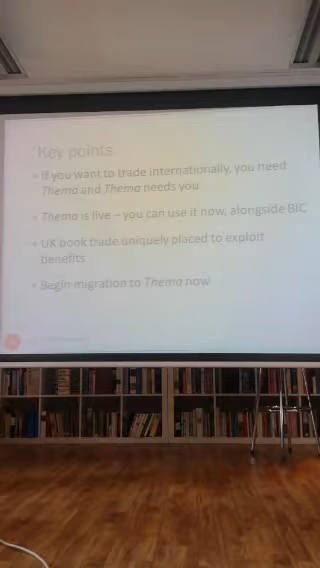 Key points:
• If you want to trade internationally, you need
Thema and Thema needs you
• Thema is live – you can use it now, alongside BIC
• UK book trade uniquely placed to exploit
benefits
• Begin migration to Thema now